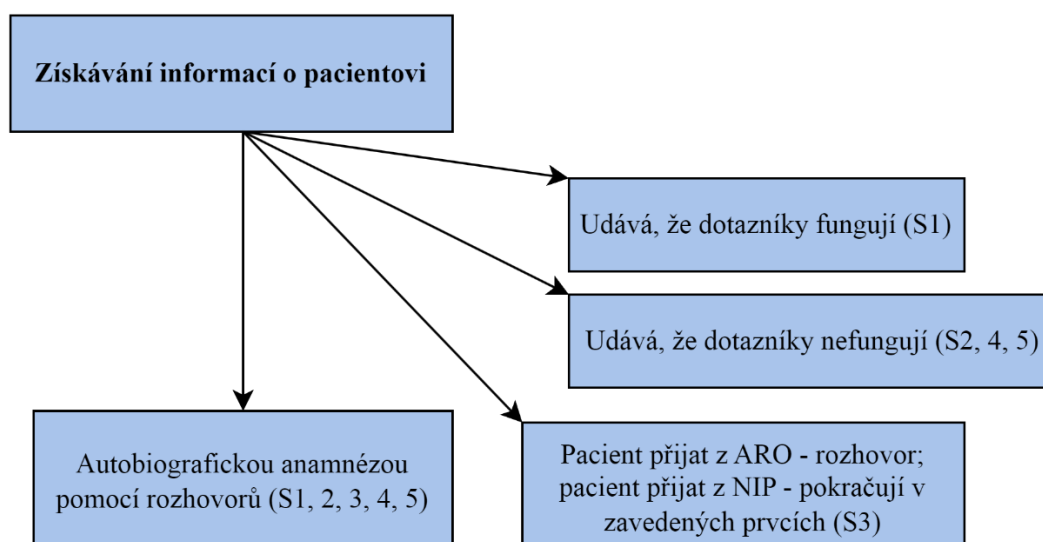 Získávání informací o pacientovi
Udává, že dotazníky fungují (S1)
Udává, že dotazníky nefungují (S2, 4, 5)
Autobiografickou anamnézou
pomocí rozhovorů (S1, 2, 3, 4, 5)
Pacient přijat z ARO - rozhovor;
pacient přijat z NIP - pokračují v
zavedených prvcích (S3)